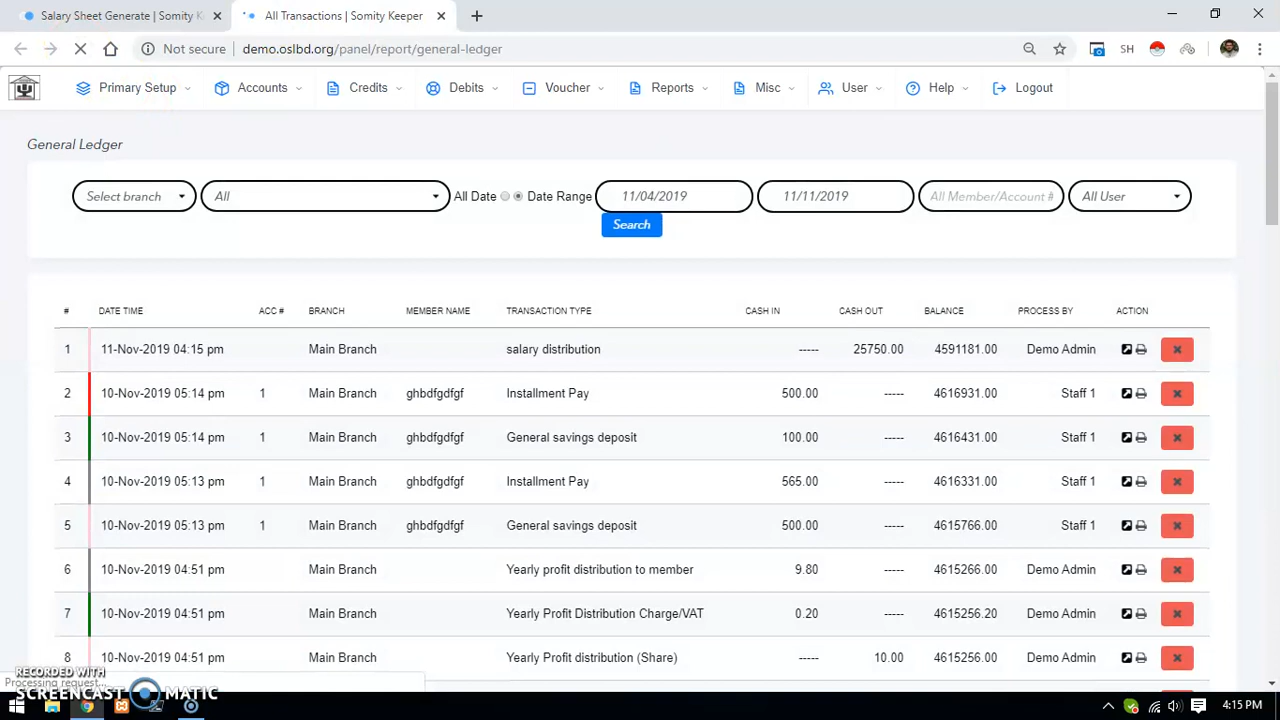 Salary Sheet Generate | Somity K
All Transactions | Somity Keeper
Not secure demo.oslbd.org/panel/report/general-ledger
SH
Primary Setup Accounts Credits Debits Voucher Reports Misc User Help Logout
General Ledger
Select branch All All Date Date Range 11/04/2019 11/11/2019 All Member/Account # All User
Search
# DATE TIME ACC # BRANCH MEMBER NAME TRANSACTION TYPE CASH IN CASH OUT BALANCE PROCESS BY ACTION
1 11-Nov-2019 04:15 pm Main Branch salary distribution ----- 25750.00 4591181.00 Demo Admin
2 10-Nov-2019 05:14 pm 1 Main Branch ghbdfgdfgf Installment Pay 500.00 ----- 4616931.00 Staff 1
3 10-Nov-2019 05:14 pm 1 Main Branch ghbdfgdfgf General savings deposit 100.00 ----- 4616431.00 Staff 1
4 10-Nov-2019 05:13 pm 1 Main Branch ghbdfgdfgf Installment Pay 565.00 ----- 4616331.00 Staff 1
5 10-Nov-2019 05:13 pm 1 Main Branch ghbdfgdfgf General savings deposit 500.00 ----- 4615766.00 Staff 1
6 10-Nov-2019 04:51 pm Main Branch Yearly profit distribution to member 9.80 ----- 4615266.00 Demo Admin
7 10-Nov-2019 04:51 pm Main Branch Yearly Profit Distribution Charge/VAT 0.20 ----- 4615256.20 Demo Admin
8 10-Nov-2019 04:51 pm Main Branch Yearly Profit distribution (Share) ----- 10.00 4615256.00 Demo Admin
RECORDED WITH
Processing request...
SCREENCAST MATIC
4:15 PM